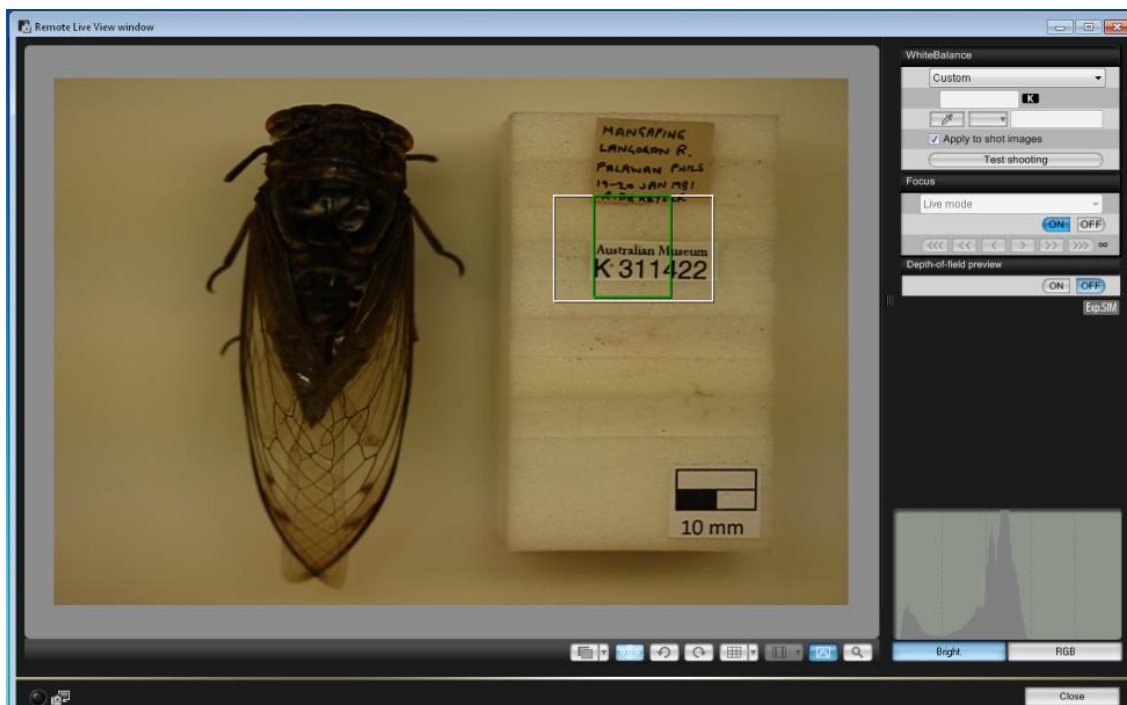 Remote Live View window
WhiteBalance
Custom
K
Apply to shot images
Test shooting
Focus
Live mode
ON OFF
<<< << < > >> >>> ∞
Depth-of-field preview
ON OFF
Exp.SIM
LANGOGAN R.
PALAWAN PHILS
19-20 JAN 1981
Australian Museum
K 311422
10 mm
Bright. RGB
Close